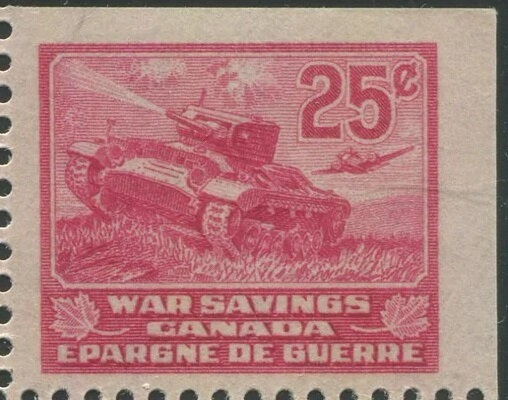 25¢
WAR SAVINGS
CANADA
EPARGNE DE GUERRE